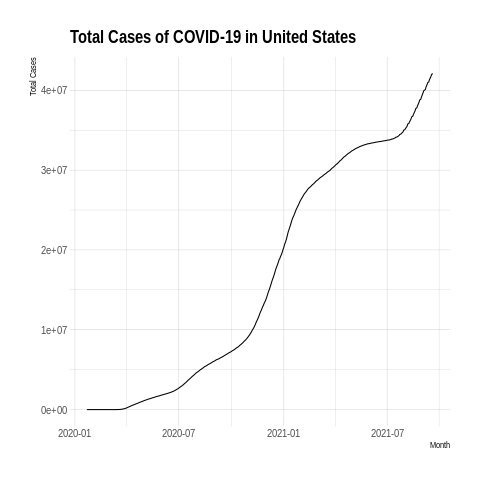 Total Cases of COVID-19 in United States
Total Cases
4e+07
3e+07
2e+07
1e+07
0e+00
2020-01 2020-07 2021-01 2021-07
Month